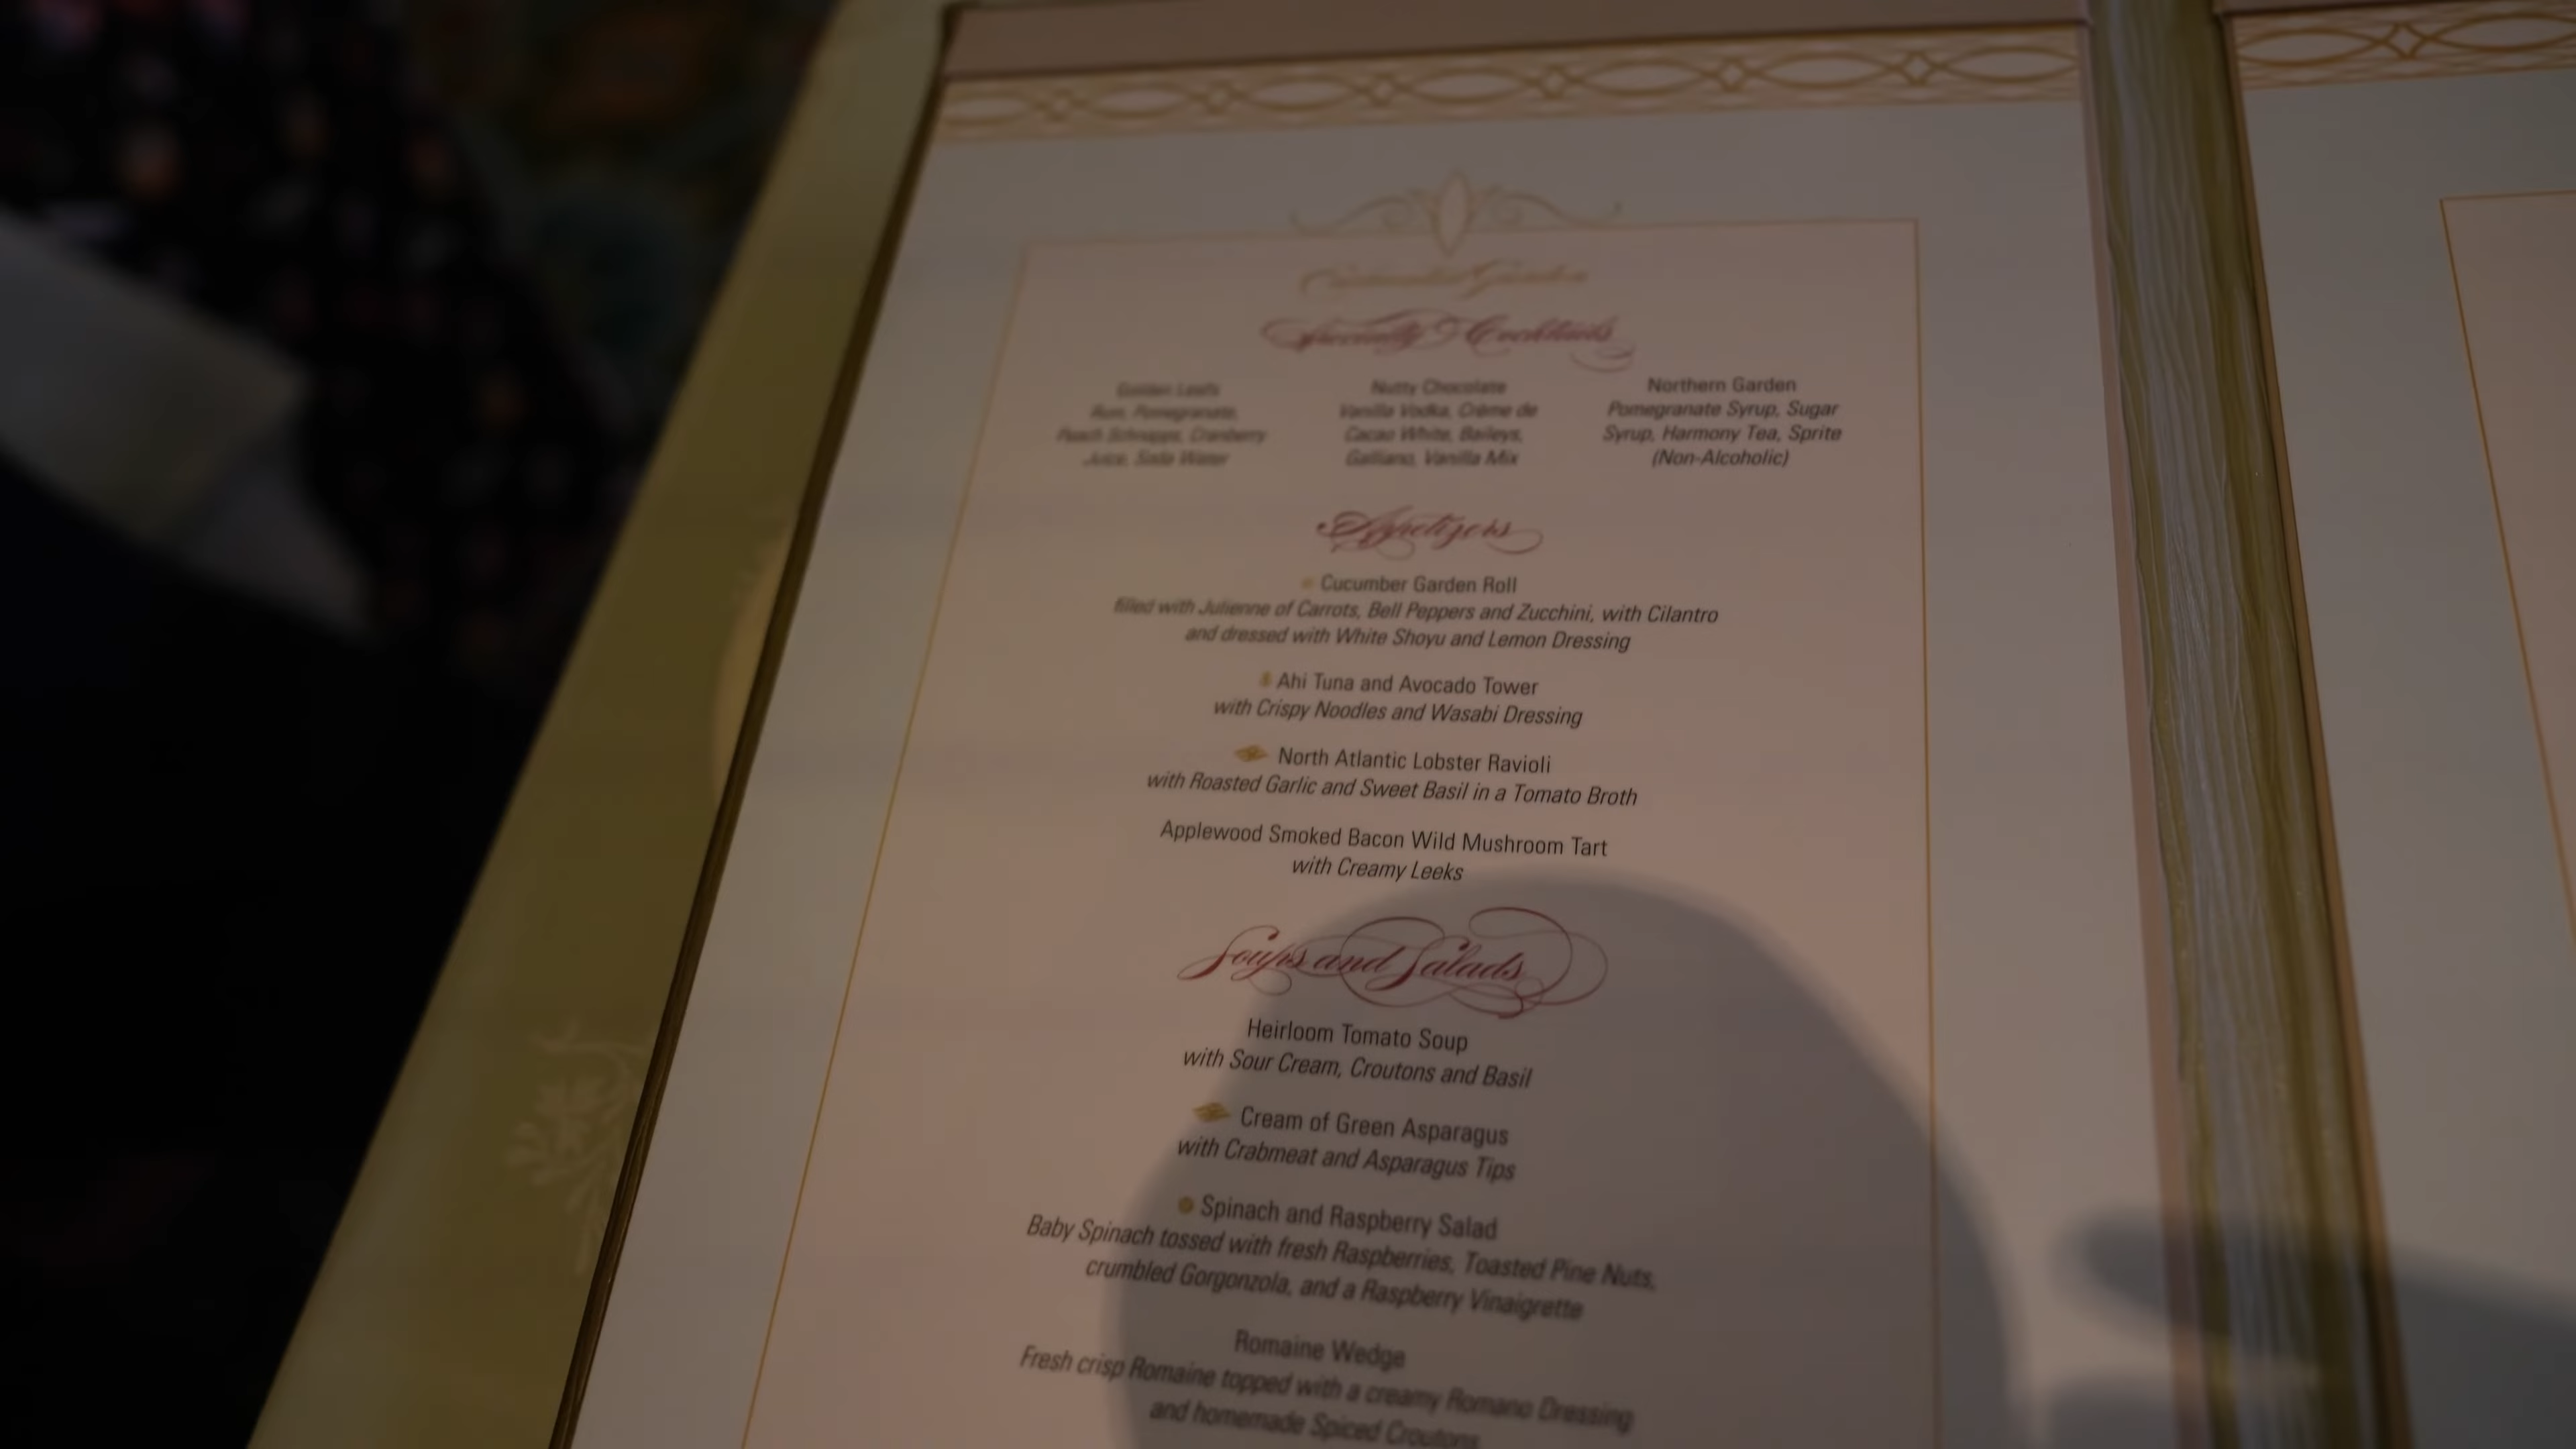 Enchanted Garden
Specialty Cocktails
Golden Leafs
Rum, Pomegranate,
Peach Schnapps, Cranberry
Juice, Soda Water
Nutty Chocolate
Vanilla Vodka, Crème de
Cacao White, Baileys,
Galliano, Vanilla Mix
Northern Garden
Pomegranate Syrup, Sugar
Syrup, Harmony Tea, Sprite
(Non-Alcoholic)
Appetizers
Cucumber Garden Roll
filled with Julienne of Carrots, Bell Peppers and Zucchini, with Cilantro
and dressed with White Shoyu and Lemon Dressing
Ahi Tuna and Avocado Tower
with Crispy Noodles and Wasabi Dressing
North Atlantic Lobster Ravioli
with Roasted Garlic and Sweet Basil in a Tomato Broth
Applewood Smoked Bacon Wild Mushroom Tart
with Creamy Leeks
Soups and Salads
Heirloom Tomato Soup
with Sour Cream, Croutons and Basil
Cream of Green Asparagus
with Crabmeat and Asparagus Tips
Spinach and Raspberry Salad
Baby Spinach tossed with fresh Raspberries, Toasted Pine Nuts,
crumbled Gorgonzola, and a Raspberry Vinaigrette
Romaine Wedge
Fresh crisp Romaine topped with a creamy Romano Dressing
and homemade Spiced Croutons